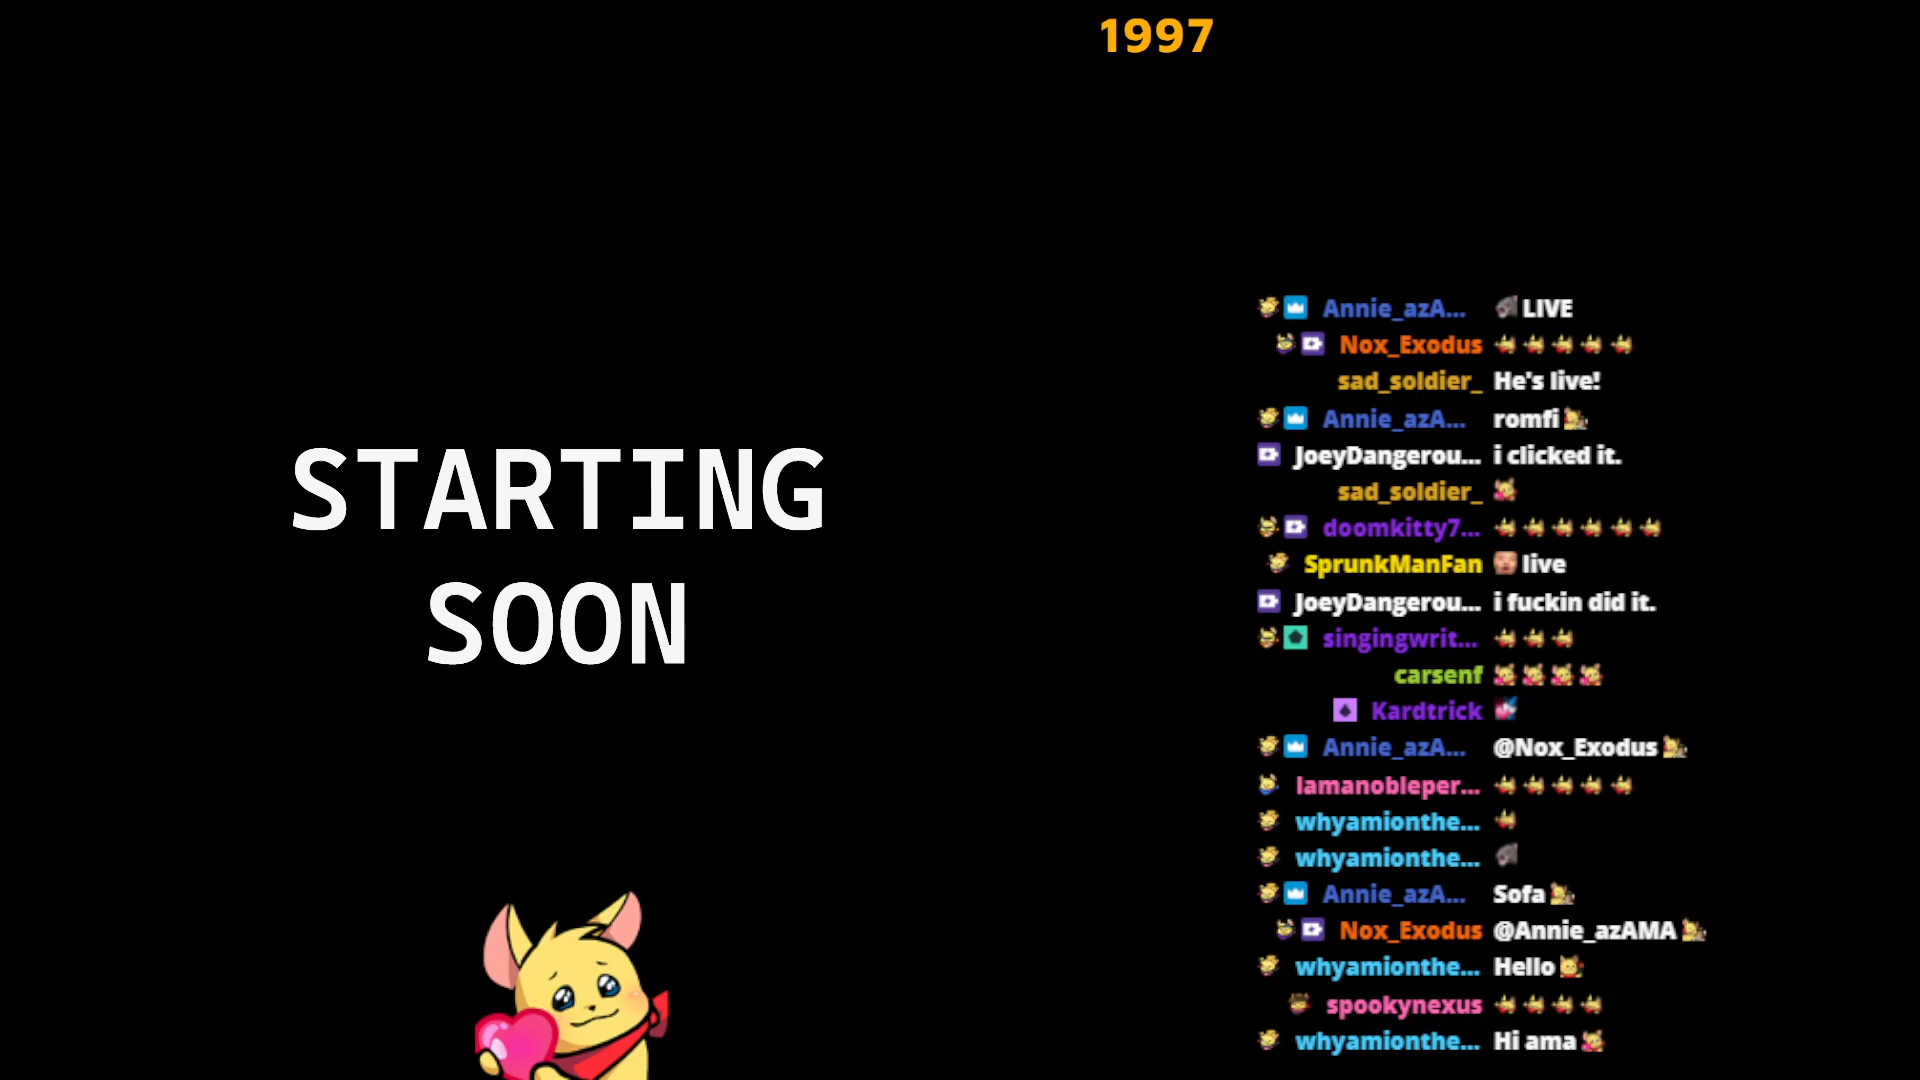 1997
STARTING
SOON
Annie_azA... LIVE
Nox_Exodus
sad_soldier_ He's live!
Annie_azA... romfi
JoeyDangerou... i clicked it.
sad_soldier_
doomkitty7...
SprunkManFan live
JoeyDangerou... i fuckin did it.
singingwrit...
carsenf
Kardtrick
Annie_azA... @Nox_Exodus
lamanobleper...
whyamionthe...
whyamionthe...
Annie_azA... Sofa
Nox_Exodus @Annie_azAMA
whyamionthe... Hello
spookynexus
whyamionthe... Hi ama